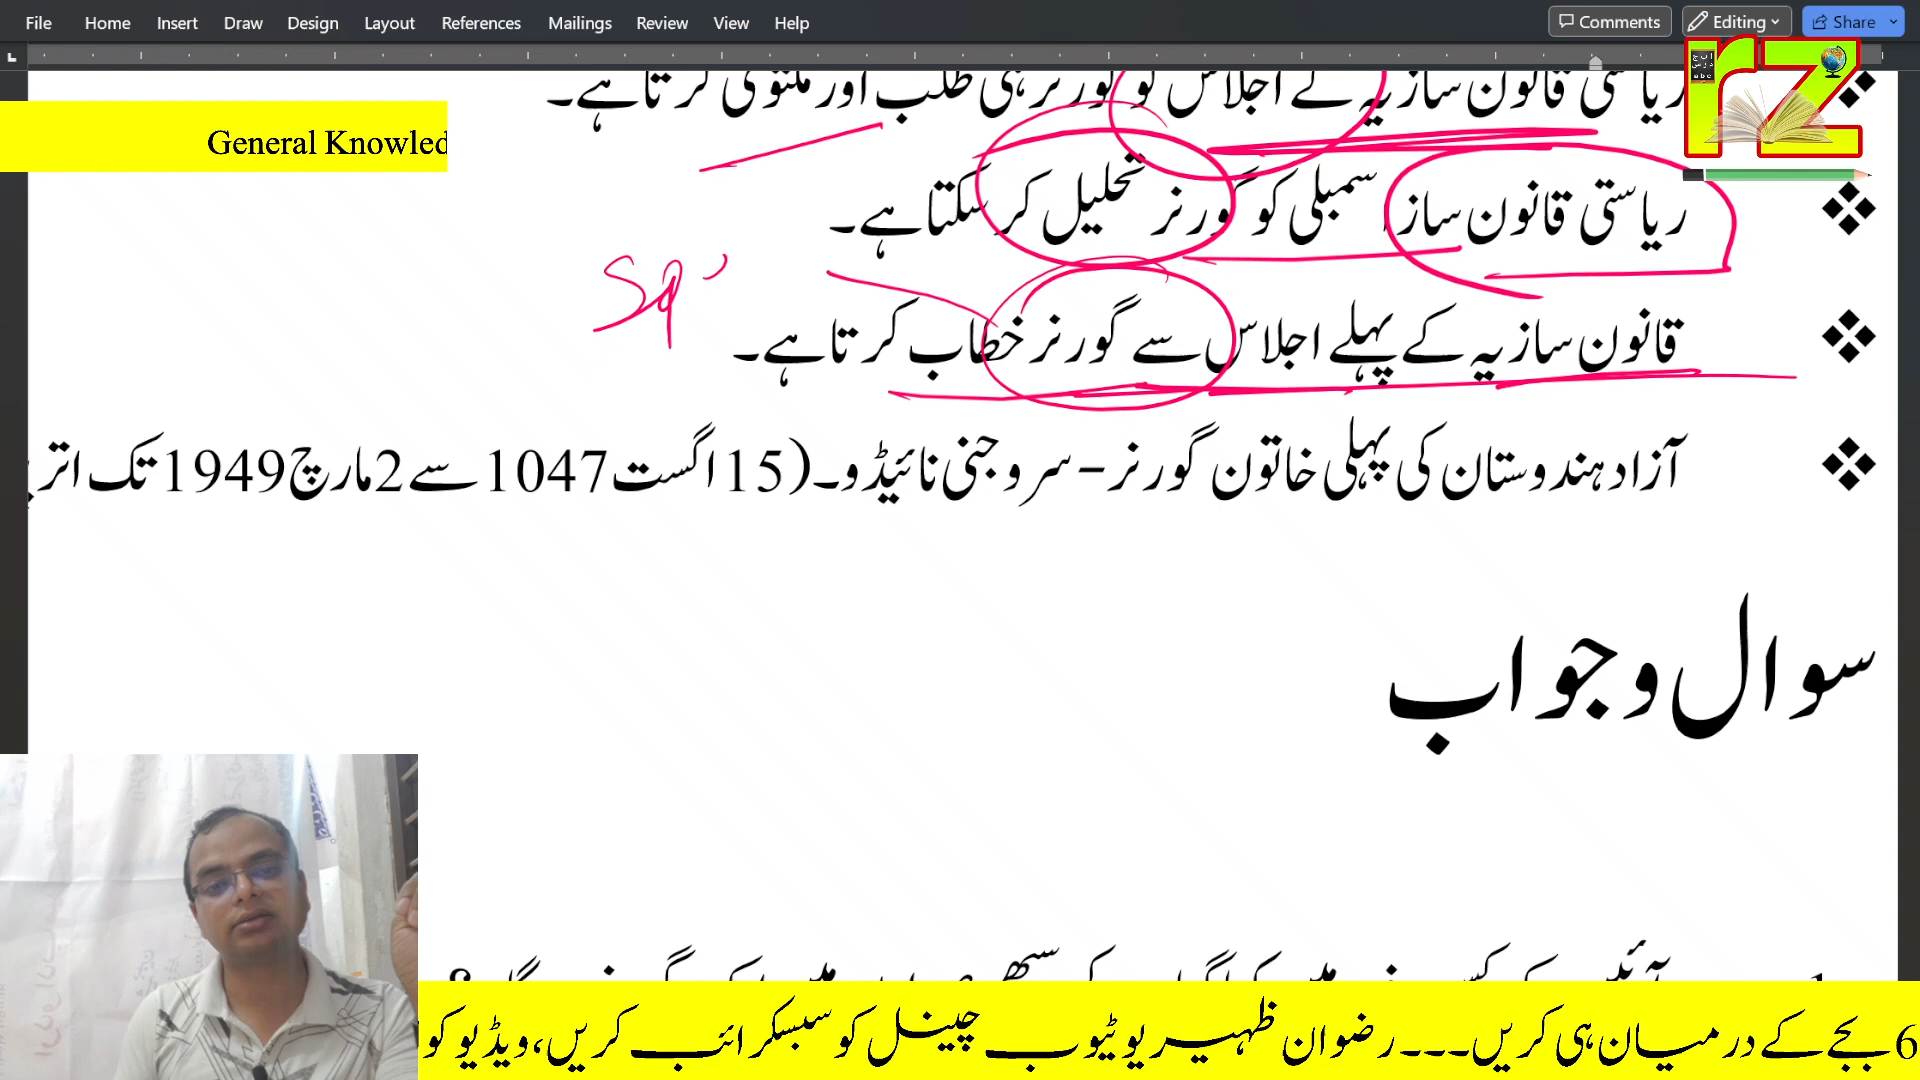 File Home Insert Draw Design Layout References Mailings Review View Help Comments Editing Share
ریاستی قانون سازیہ کے اجلاس کو گورنر ہی طلب اور ملتوی کرتا ہے۔
General Knowled
ریاستی قانون ساز اسمبلی کو گورنر تحلیل کر سکتا ہے۔
قانون سازیہ کے پہلے اجلاس سے گورنر خطاب کرتا ہے۔
آزاد ہندوستان کی پہلی خاتون گورنر – سروجنی نائیڈو۔ (15 اگست 1047 سے 2 مارچ 1949 تک اتر
سوال و جواب
6 بجے کے درمیان ہی کریں۔۔۔ رضوان ظہیر یوٹیوب چینل کو سبسکرائب کریں، ویڈیو کو